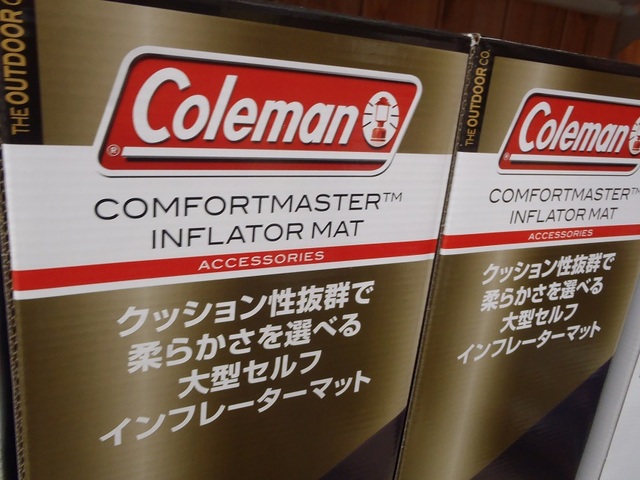 THE OUTDOOR CO.
Coleman
®
COMFORTMASTER™
INFLATOR MAT
ACCESSORIES
クッション性抜群で
柔らかさを選べる
大型セルフ
インフレーターマット
THE OUTDOOR CO.
Coleman
®
COMFORTMASTER™
INFLATOR MAT
ACCESSORIES
クッション性抜群で
柔らかさを選べる
大型セルフ
インフレーターマット